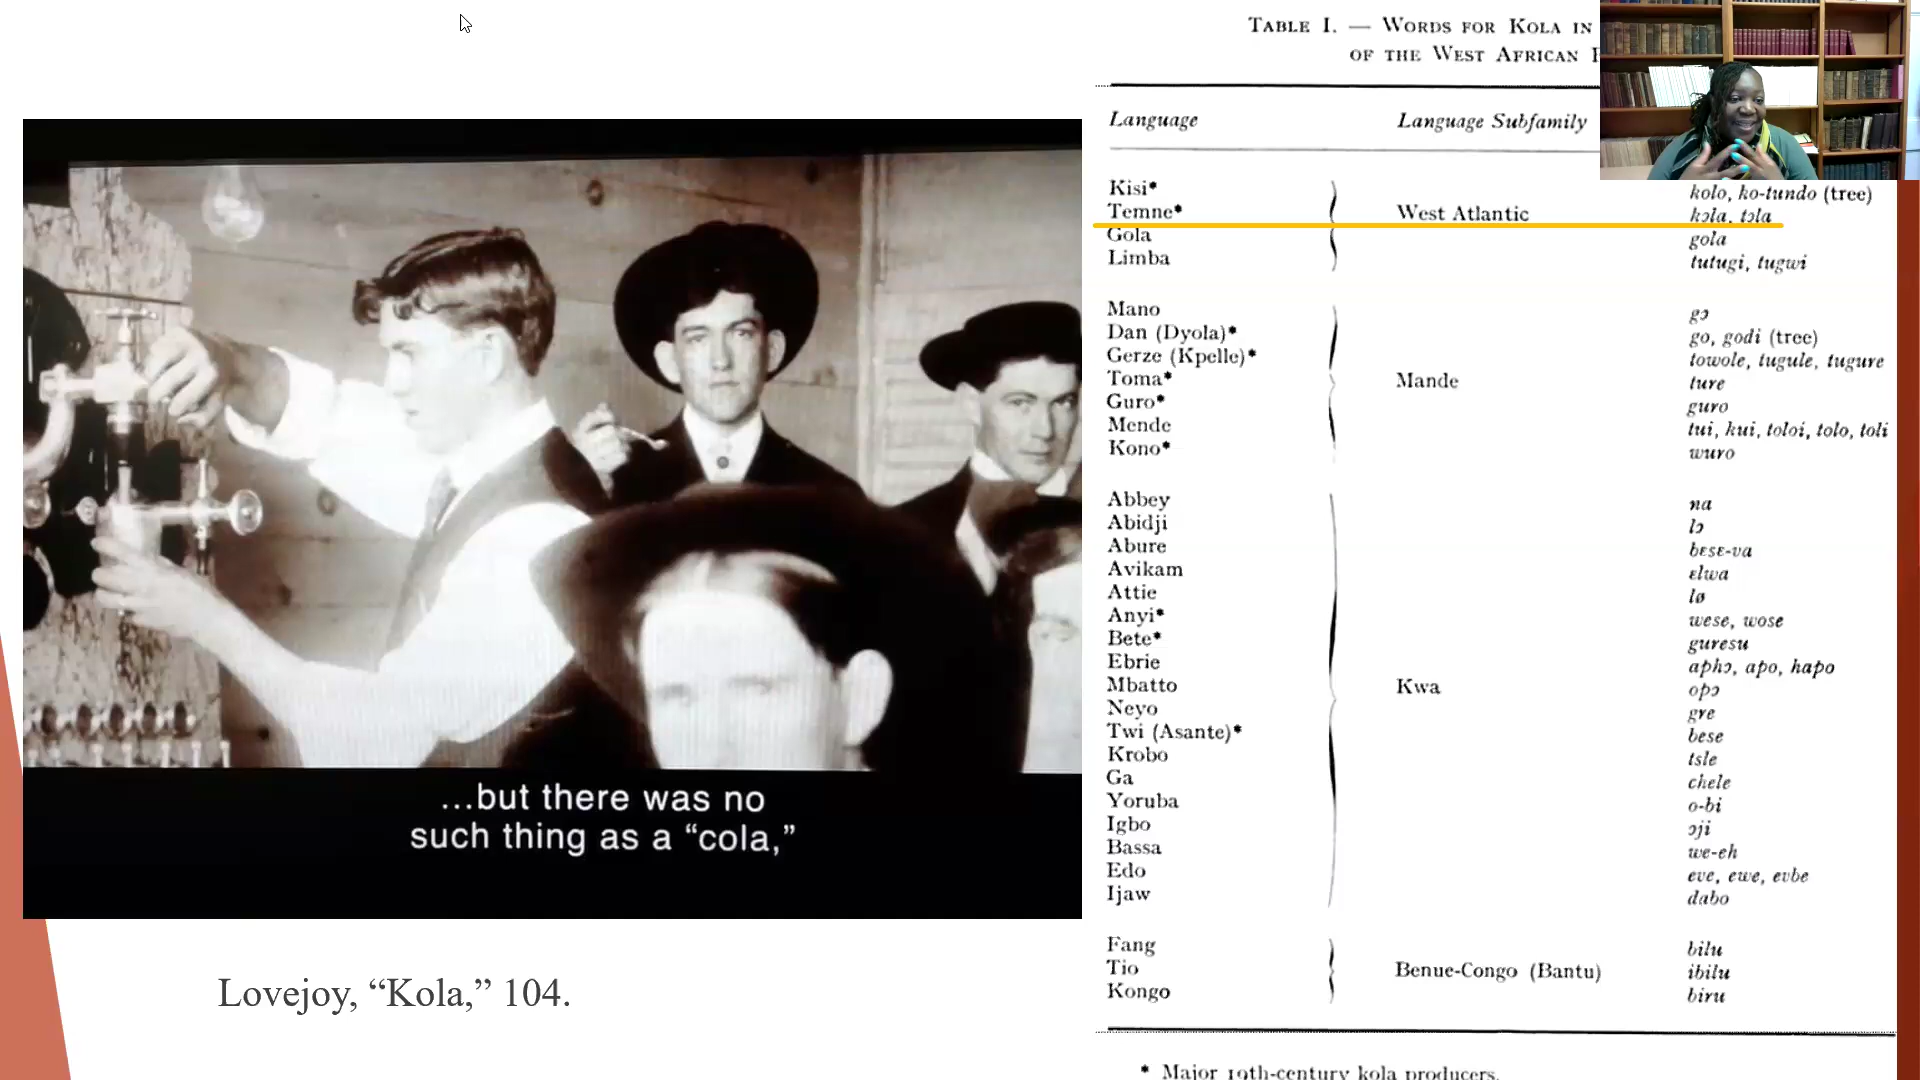 TABLE I. — WORDS FOR KOLA IN
OF THE WEST AFRICAN
Language Language Subfamily
Kisi* kolo, ko-tundo (tree)
Temne* West Atlantic kɔla, tɔla
Gola gola
Limba tutugi, tugwi
Mano gɔ
Dan (Dyola)* go, godi (tree)
Gerze (Kpelle)* towole, tugule, tugure
Toma* Mande ture
Guro* guro
Mende tui, kui, toloi, tolo, toli
Kono* wuro
Abbey na
Abidji lɔ
Abure bɛsɛ-va
Avikam ɛlwa
Attie lø
Anyi* wese, wose
Bete* guresu
Ebrie aphɔ, apo, hapo
Mbatto Kwa opɔ
Neyo gre
Twi (Asante)* bese
Krobo tsle
Ga chele
Yoruba o-bi
Igbo ɔji
Bassa we-eh
Edo eve, ewe, evbe
Ijaw dabo
Fang bilu
Tio Benue-Congo (Bantu) ibilu
Kongo biru
* Major 19th-century kola producers.
...but there was no
such thing as a “cola,”
Lovejoy, “Kola,” 104.